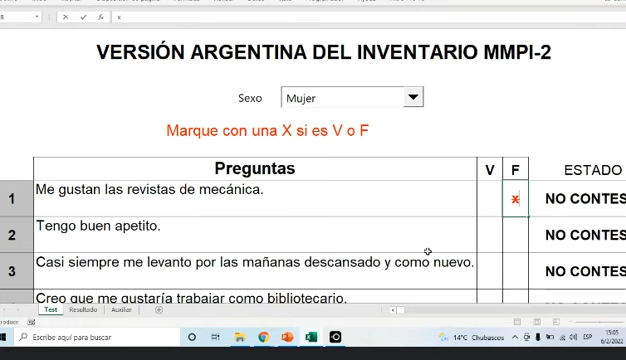 x
VERSIÓN ARGENTINA DEL INVENTARIO MMPI-2
Sexo Mujer
Marque con una X si es V o F
Preguntas V F ESTADO
1 Me gustan las revistas de mecánica. x NO CONTES
2 Tengo buen apetito. NO CONTES
3 Casi siempre me levanto por las mañanas descansado y como nuevo. NO CONTES
Creo que me gustaría trabajar como bibliotecario.
Test Resultado Auxiliar
Escribe aquí para buscar 14°C Chubascos ESP 15:05
6/2/2022